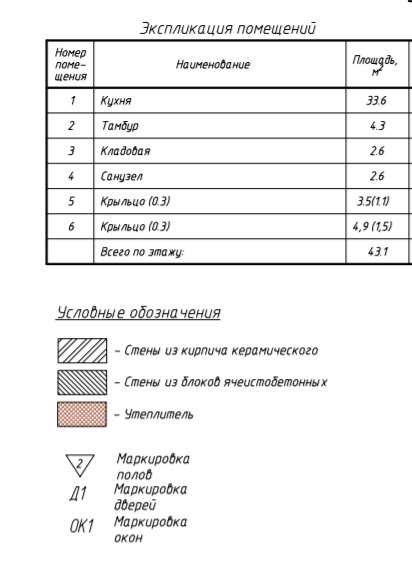 Экспликация помещений
Номер поме-щения Наименование Площадь, м²
1 Кухня 33.6
2 Тамбур 4.3
3 Кладовая 2.6
4 Санузел 2.6
5 Крыльцо (0.3) 3.5(1.1)
6 Крыльцо (0.3) 4,9 (1,5)
Всего по этажу: 43.1
Условные обозначения
- Стены из кирпича керамического
- Стены из блоков ячеистобетонных
- Утеплитель
2 Маркировка
полов
Д1 Маркировка
дверей
ОК1 Маркировка
окон